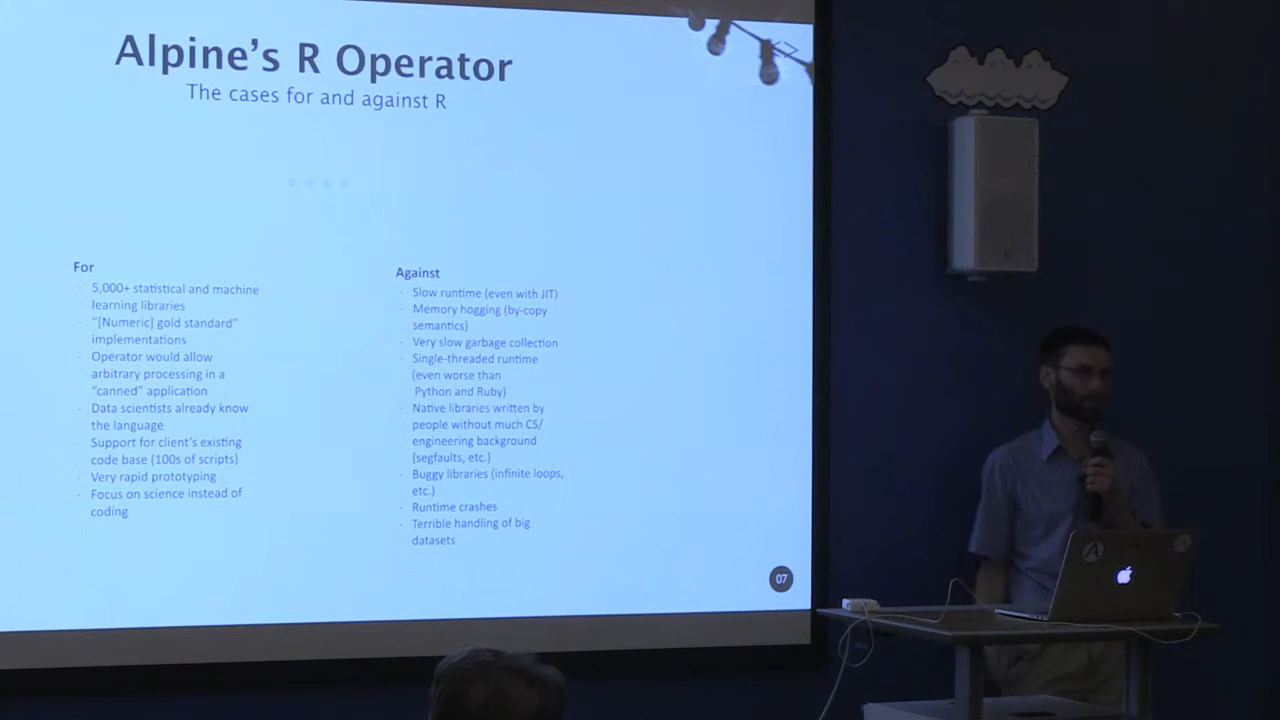 Alpine's R Operator
The cases for and against R
<>
For
5,000+ statistical and machine
learning libraries
"[Numeric] gold standard"
implementations
Operator would allow
arbitrary processing in a
"canned" application
Data scientists already know
the language
Support for client's existing
code base (100s of scripts)
Very rapid prototyping
Focus on science instead of
coding
Against
Slow runtime (even with JIT)
Memory hogging (by-copy
semantics)
Very slow garbage collection
Single-threaded runtime
(even worse than
Python and Ruby)
Native libraries written by
people without much CS/
engineering background
(segfaults, etc.)
Buggy libraries (infinite loops,
etc.)
Runtime crashes
Terrible handling of big
datasets
07
A